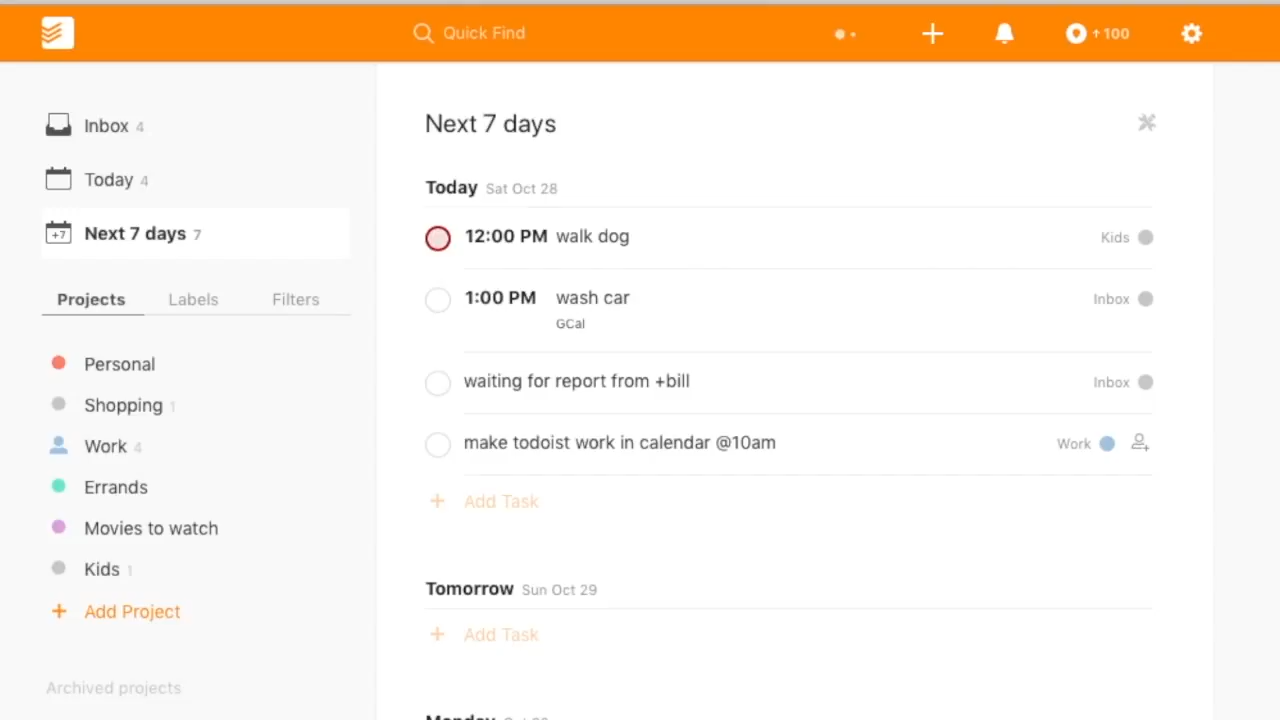 Quick Find
+100
Inbox 4
Today 4
+7 Next 7 days 7
Projects Labels Filters
Personal
Shopping 1
Work 4
Errands
Movies to watch
Kids 1
+ Add Project
Archived projects
Next 7 days
Today Sat Oct 28
12:00 PM walk dog Kids
1:00 PM wash car Inbox
GCal
waiting for report from +bill Inbox
make todoist work in calendar @10am Work
+ Add Task
Tomorrow Sun Oct 29
+ Add Task
Monday